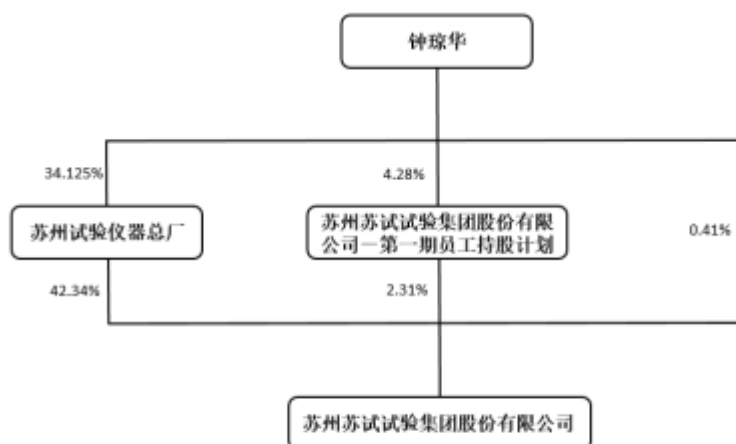 钟琼华
34.125%
4.28%
苏州试验仪器总厂
苏州苏试试验集团股份有限
公司—第一期员工持股计划
0.41%
42.34%
2.31%
苏州苏试试验集团股份有限公司